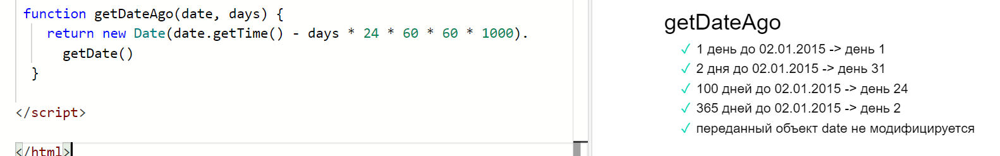 function getDateAgo(date, days) {
return new Date(date.getTime() - days * 24 * 60 * 60 * 1000).
getDate()
}
</script>
</html>
getDateAgo
✓ 1 день до 02.01.2015 -> день 1
✓ 2 дня до 02.01.2015 -> день 31
✓ 100 дней до 02.01.2015 -> день 24
✓ 365 дней до 02.01.2015 -> день 2
✓ переданный объект date не модифицируется